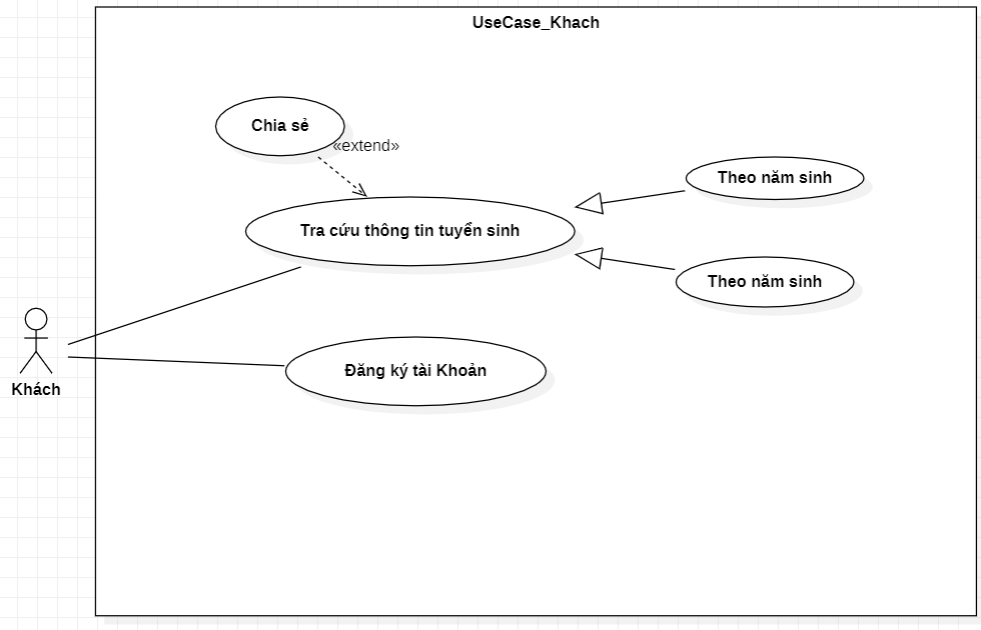 UseCase_Khach
Chia sẻ
«extend»
Theo năm sinh
Tra cứu thông tin tuyển sinh
Theo năm sinh
Đăng ký tài Khoản
Khách